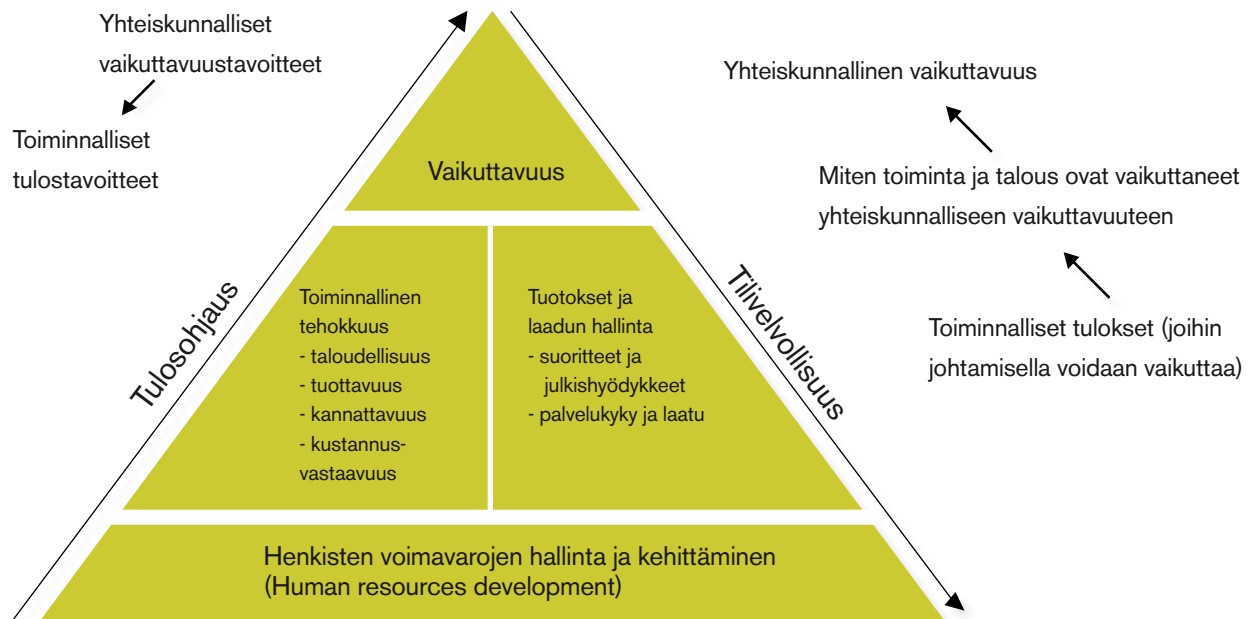 Yhteiskunnalliset
vaikuttavuustavoitteet
Toiminnalliset
tulostavoitteet
Tulosohjaus
Vaikuttavuus
Toiminnallinen
tehokkuus
- taloudellisuus
- tuottavuus
- kannattavuus
- kustannus-
vastaavuus
Tuotokset ja
laadun hallinta
- suoritteet ja
julkishyödykkeet
- palvelukyky ja laatu
Henkisten voimavarojen hallinta ja kehittäminen
(Human resources development)
Tilivelvollisuus
Yhteiskunnallinen vaikuttavuus
Miten toiminta ja talous ovat vaikuttaneet
yhteiskunnalliseen vaikuttavuuteen
Toiminnalliset tulokset (joihin
johtamisella voidaan vaikuttaa)